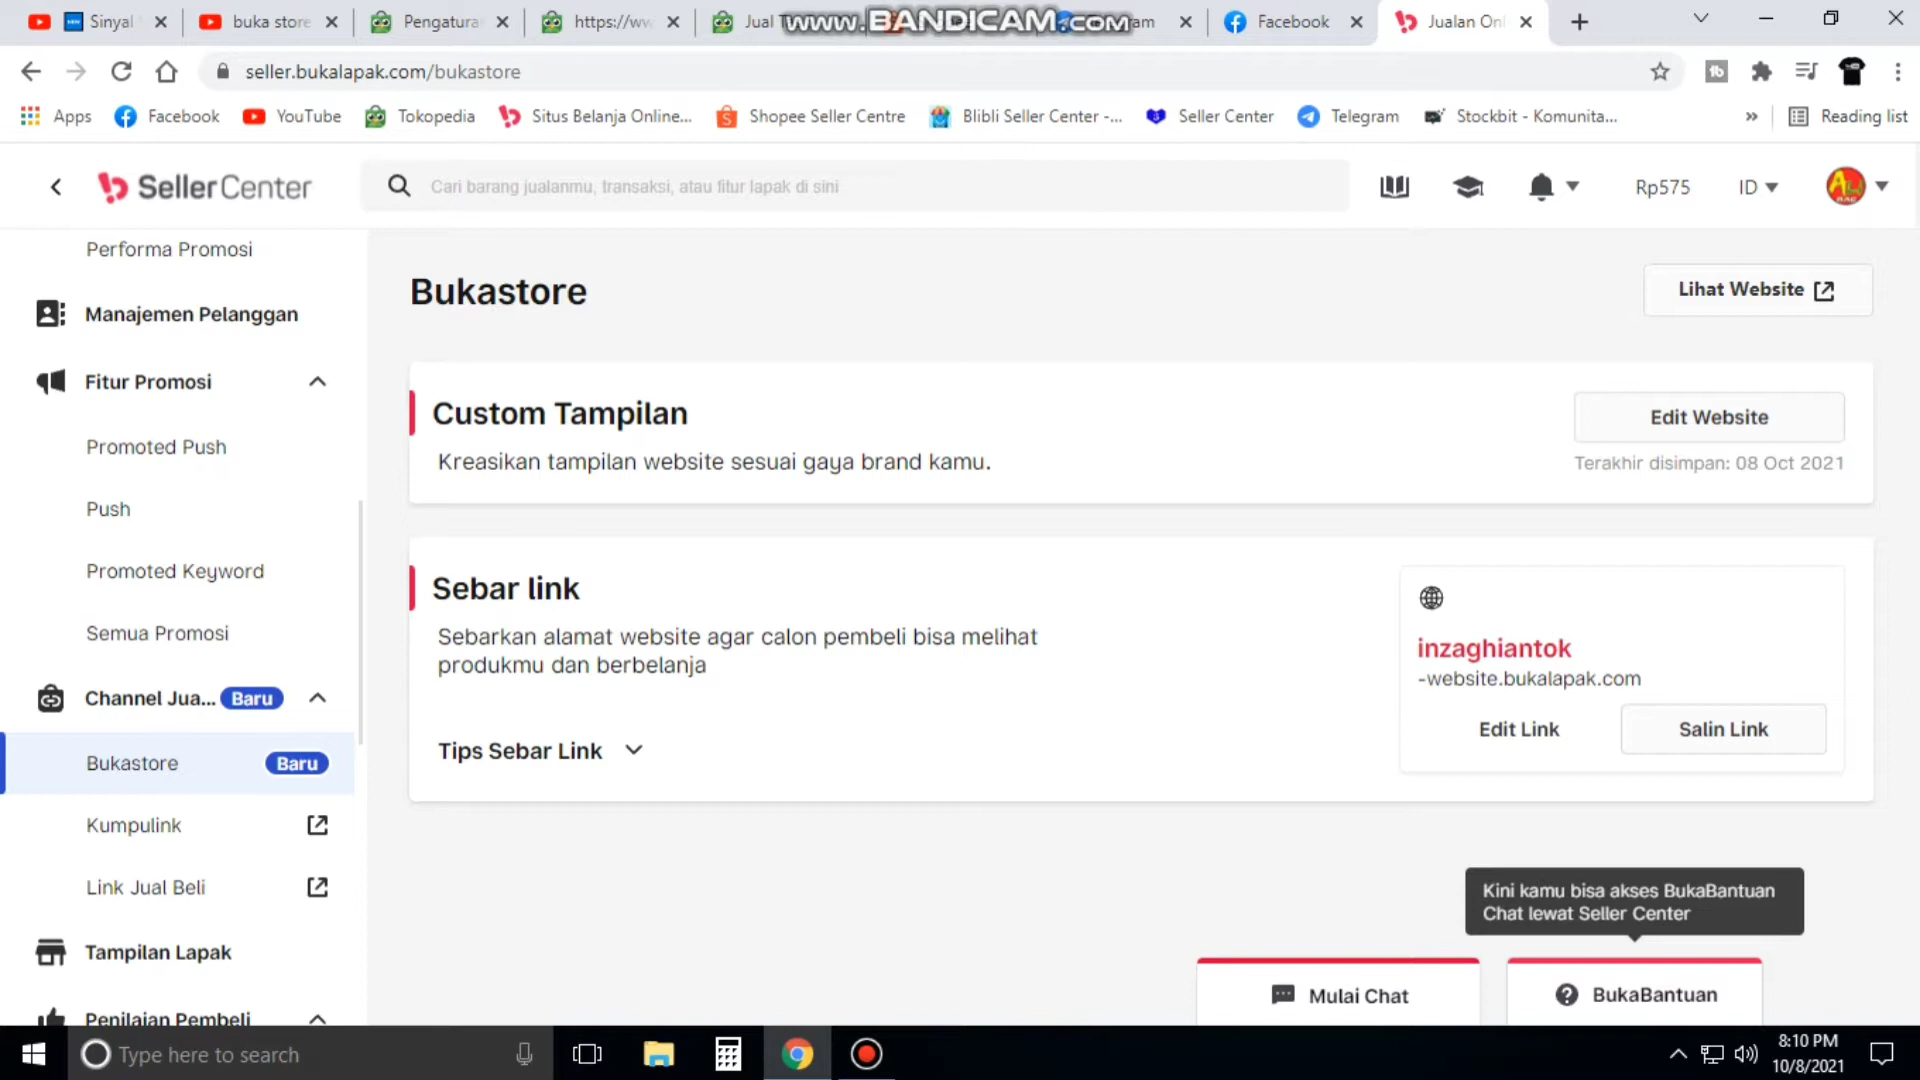 Sinyal
buka store
Pengatura
https://ww
Jual T
www.BANDICAM.com
am
Facebook
Jualan Onl
seller.bukalapak.com/bukastore
Apps
Facebook
YouTube
Tokopedia
Situs Belanja Online...
Shopee Seller Centre
Blibli Seller Center -...
Seller Center
Telegram
Stockbit - Komunita...
»
Reading list
SellerCenter
Cari barang jualanmu, transaksi, atau fitur lapak di sini
Rp575
ID
Performa Promosi
Manajemen Pelanggan
Fitur Promosi
Promoted Push
Push
Promoted Keyword
Semua Promosi
Channel Jua... Baru
Bukastore Baru
Kumpulink
Link Jual Beli
Tampilan Lapak
Penilaian Pembeli
Bukastore
Lihat Website
Custom Tampilan
Kreasikan tampilan website sesuai gaya brand kamu.
Edit Website
Terakhir disimpan: 08 Oct 2021
Sebar link
Sebarkan alamat website agar calon pembeli bisa melihat
produkmu dan berbelanja
Tips Sebar Link
inzaghiantok
-website.bukalapak.com
Edit Link
Salin Link
Kini kamu bisa akses BukaBantuan
Chat lewat Seller Center
Mulai Chat
BukaBantuan
Type here to search
8:10 PM
10/8/2021